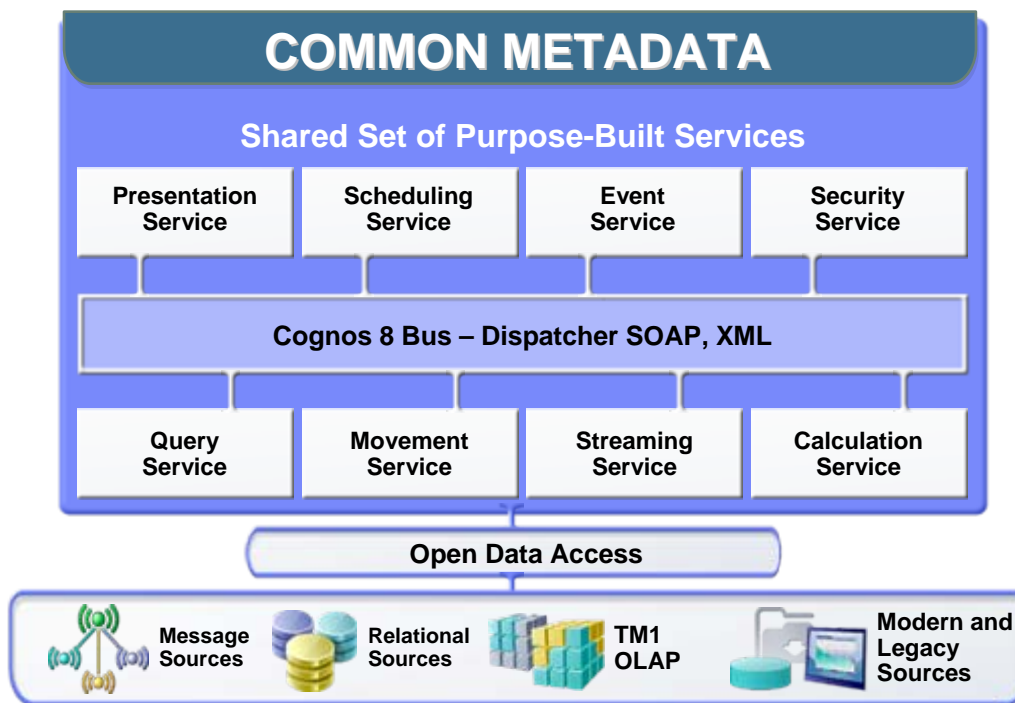 COMMON METADATA
Shared Set of Purpose-Built Services
Presentation
Service
Scheduling
Service
Event
Service
Security
Service
Cognos 8 Bus – Dispatcher SOAP, XML
Query
Service
Movement
Service
Streaming
Service
Calculation
Service
Open Data Access
Message
Sources
Relational
Sources
TM1
OLAP
Modern and
Legacy
Sources